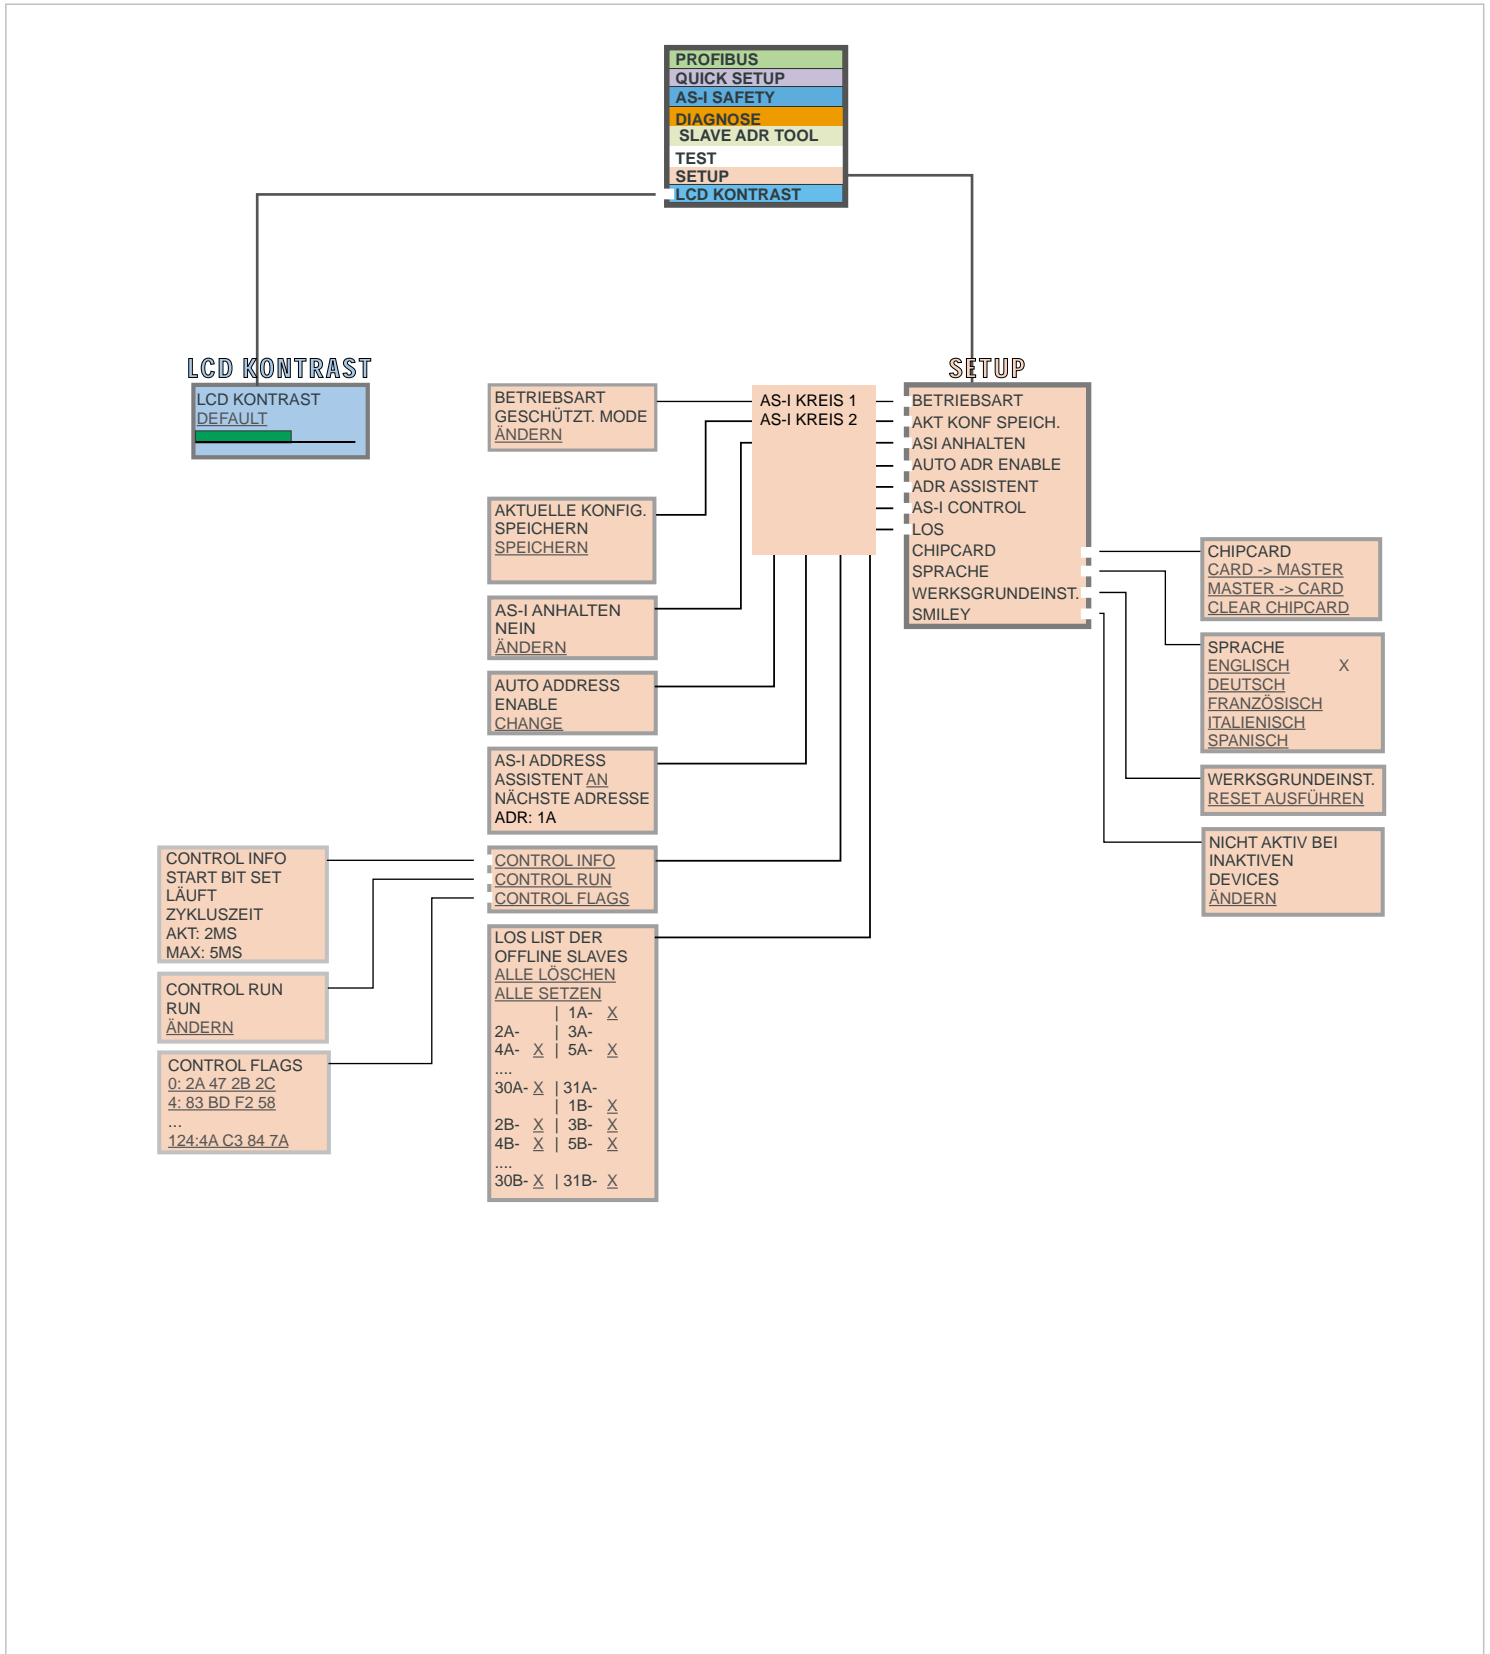 PROFIBUS
QUICK SETUP
AS-I SAFETY
DIAGNOSE
SLAVE ADR TOOL
TEST
SETUP
LCD KONTRAST
LCD KONTRAST
LCD KONTRAST
DEFAULT
SETUP
BETRIEBSART
AKT KONF SPEICH.
ASI ANHALTEN
AUTO ADR ENABLE
ADR ASSISTENT
AS-I CONTROL
LOS
CHIPCARD
SPRACHE
WERKSGRUNDEINST.
SMILEY
AS-I KREIS 1
AS-I KREIS 2
BETRIEBSART
GESCHÜTZT. MODE
ÄNDERN
AKTUELLE KONFIG.
SPEICHERN
SPEICHERN
AS-I ANHALTEN
NEIN
ÄNDERN
AUTO ADDRESS
ENABLE
CHANGE
AS-I ADDRESS
ASSISTENT AN
NÄCHSTE ADRESSE
ADR: 1A
CONTROL INFO
CONTROL RUN
CONTROL FLAGS
LOS LIST DER
OFFLINE SLAVES
ALLE LÖSCHEN
ALLE SETZEN
| 1A- X
2A- | 3A-
4A- X | 5A- X
....
30A- X | 31A-
| 1B- X
2B- X | 3B- X
4B- X | 5B- X
....
30B- X | 31B- X
CONTROL INFO
START BIT SET
LÄUFT
ZYKLUSZEIT
AKT: 2MS
MAX: 5MS
CONTROL RUN
RUN
ÄNDERN
CONTROL FLAGS
0: 2A 47 2B 2C
4: 83 BD F2 58
...
124:4A C3 84 7A
CHIPCARD
CARD -> MASTER
MASTER -> CARD
CLEAR CHIPCARD
SPRACHE
ENGLISCH X
DEUTSCH
FRANZÖSISCH
ITALIENISCH
SPANISCH
WERKSGRUNDEINST.
RESET AUSFÜHREN
NICHT AKTIV BEI
INAKTIVEN
DEVICES
ÄNDERN